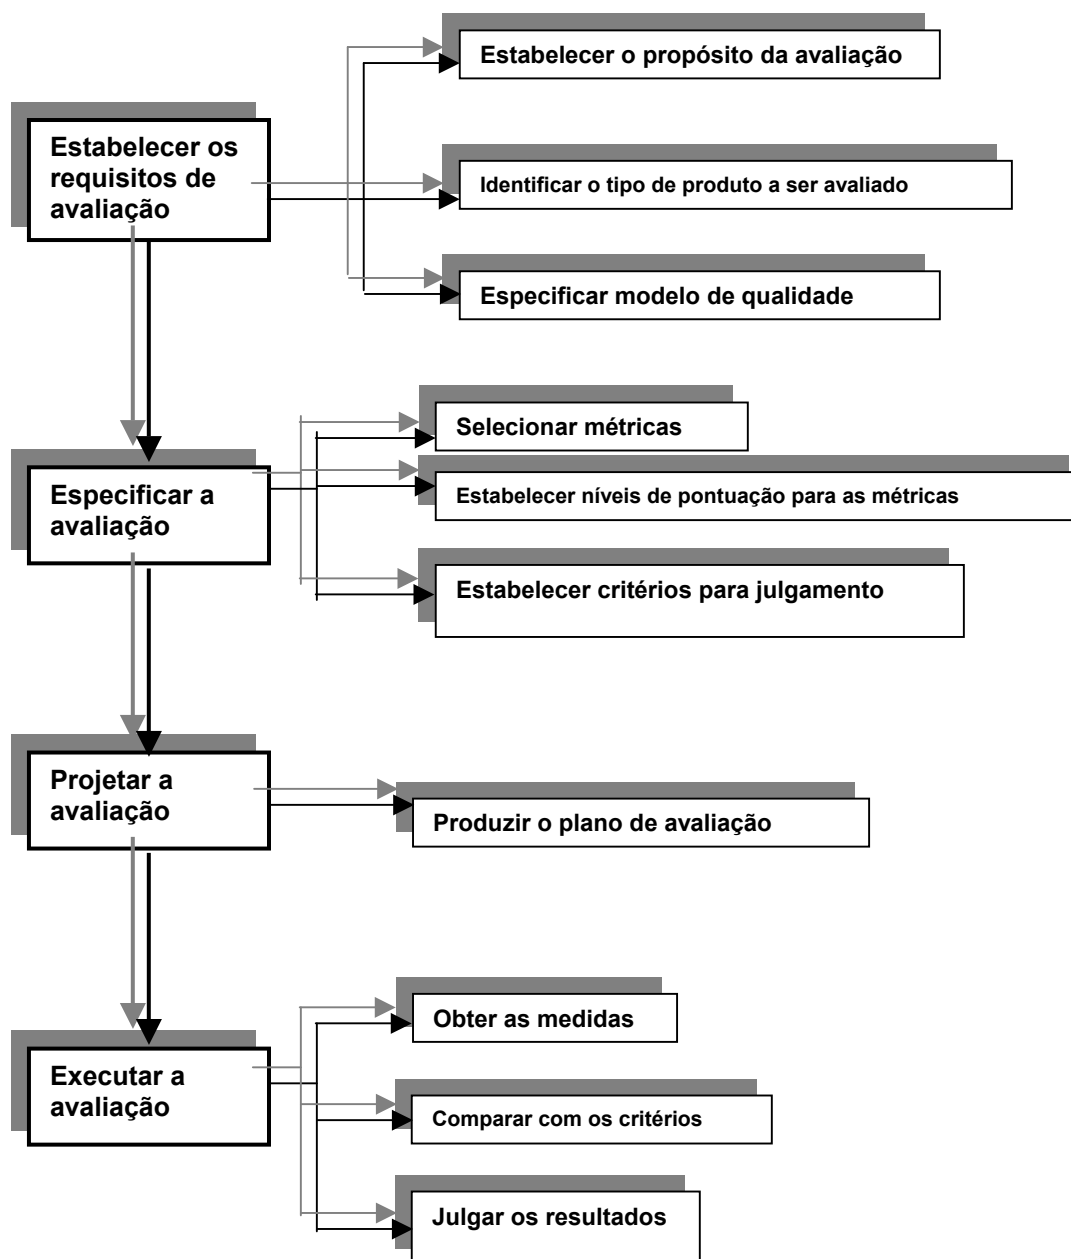 Estabelecer o propósito da avaliação
Estabelecer os
requisitos de
avaliação
Identificar o tipo de produto a ser avaliado
Especificar modelo de qualidade
Selecionar métricas
Especificar a
avaliação
Estabelecer níveis de pontuação para as métricas
Estabelecer critérios para julgamento
Projetar a
avaliação
Produzir o plano de avaliação
Obter as medidas
Executar a
avaliação
Comparar com os critérios
Julgar os resultados